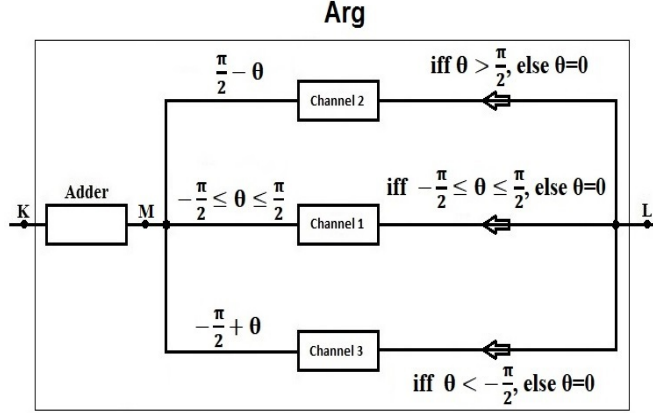 Arg
π/2 − θ
iff θ > π/2, else θ=0
Channel 2
Adder
K
M
−π/2 ≤ θ ≤ π/2
iff −π/2 ≤ θ ≤ π/2, else θ=0
Channel 1
L
−π/2 + θ
Channel 3
iff θ < −π/2, else θ=0